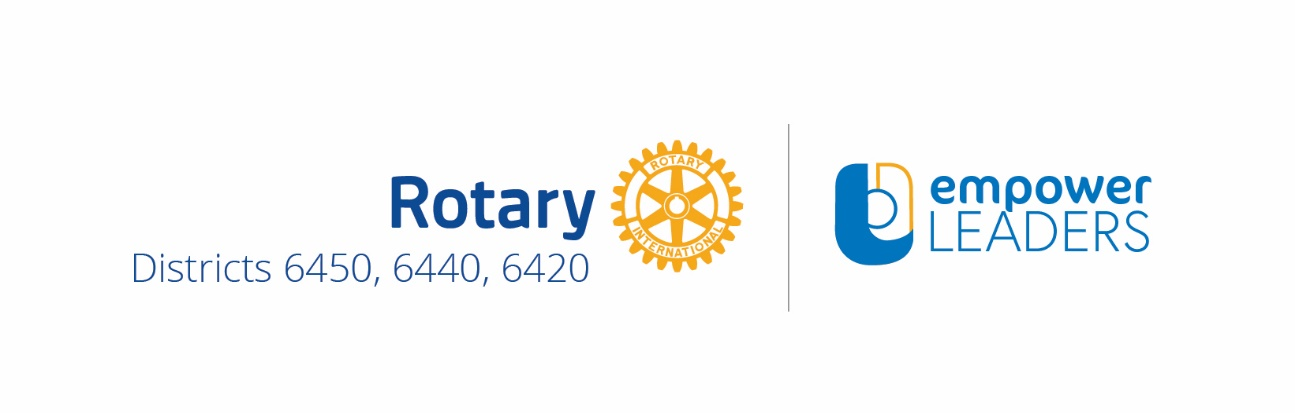 Rotary
Districts 6450, 6440, 6420
ROTARY
INTERNATIONAL
empower
LEADERS